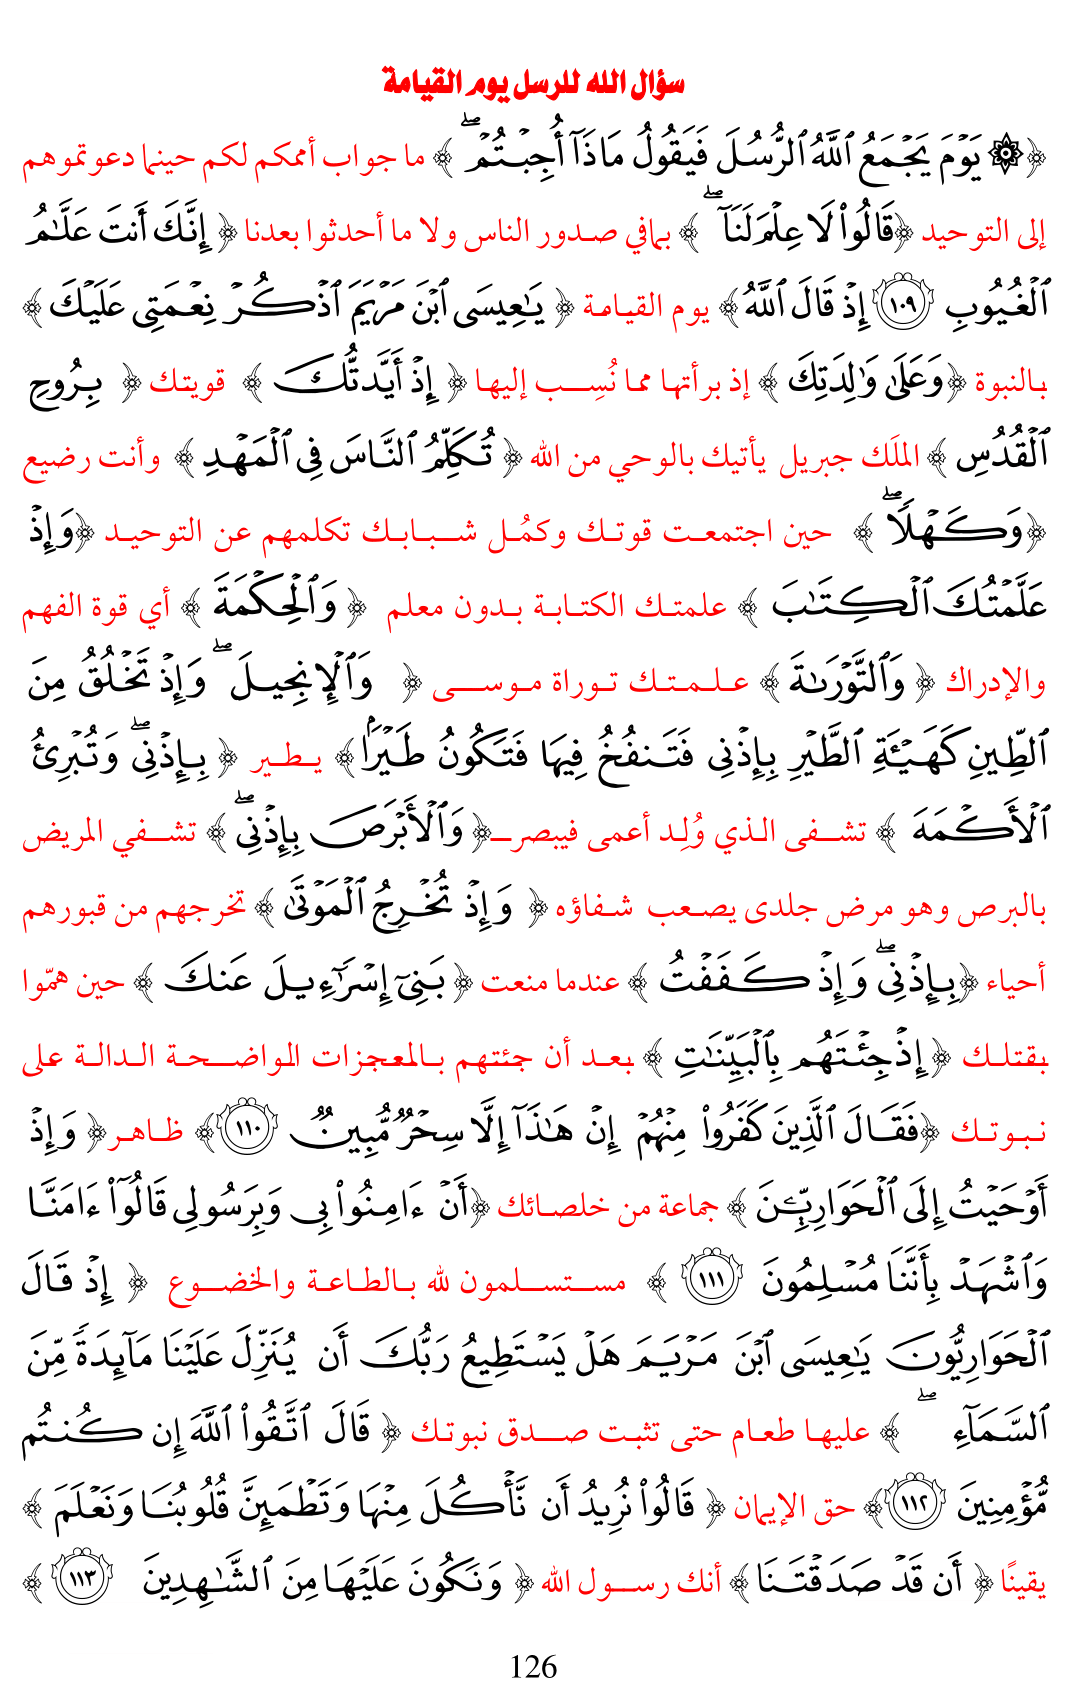 سؤال الله للرسل يوم القيامة
﴿۞ يَوْمَ يَجْمَعُ ٱللَّهُ ٱلرُّسُلَ فَيَقُولُ مَاذَآ أُجِبْتُمْ ۖ﴾ ما جواب أممكم لكم حينما دعوتموهم
إلى التوحيد ﴿قَالُوا۟ لَا عِلْمَ لَنَآ ۖ﴾ بمافي صدور الناس ولا ما أحدثوا بعدنا ﴿إِنَّكَ أَنتَ عَلَّٰمُ
ٱلْغُيُوبِ ١٠٩ إِذْ قَالَ ٱللَّهُ﴾ يوم القيامة ﴿يَٰعِيسَى ٱبْنَ مَرْيَمَ ٱذْكُرْ نِعْمَتِى عَلَيْكَ﴾
بالنبوة ﴿وَعَلَىٰ وَٰلِدَتِكَ﴾ إذ برأتها مما نُسِب إليها ﴿إِذْ أَيَّدتُّكَ﴾ قويتك ﴿بِرُوحِ
ٱلْقُدُسِ﴾ الملَك جبريل يأتيك بالوحي من الله ﴿تُكَلِّمُ ٱلنَّاسَ فِى ٱلْمَهْدِ﴾ وأنت رضيع
﴿وَكَهْلًا ۖ﴾ حين اجتمعت قوتك وكمُل شبابك تكلمهم عن التوحيد ﴿وَإِذْ
عَلَّمْتُكَ ٱلْكِتَٰبَ﴾ علمتك الكتابة بدون معلم ﴿وَٱلْحِكْمَةَ﴾ أي قوة الفهم
والإدراك ﴿وَٱلتَّوْرَىٰةَ﴾ علمتك توراة موسى ﴿وَٱلْإِنجِيلَ ۖ وَإِذْ تَخْلُقُ مِنَ
ٱلطِّينِ كَهَيْـَٔةِ ٱلطَّيْرِ بِإِذْنِى فَتَنفُخُ فِيهَا فَتَكُونُ طَيْرًۢا﴾ يطير ﴿بِإِذْنِى ۖ وَتُبْرِئُ
ٱلْأَكْمَهَ﴾ تشفى الذي وُلِد أعمى فيبصر ﴿وَٱلْأَبْرَصَ بِإِذْنِى ۖ﴾ تشفي المريض
بالبرص وهو مرض جلدى يصعب شفاؤه ﴿وَإِذْ تُخْرِجُ ٱلْمَوْتَىٰ﴾ تخرجهم من قبورهم
أحياء ﴿بِإِذْنِى ۖ وَإِذْ كَفَفْتُ﴾ عندما منعت ﴿بَنِىٓ إِسْرَٰٓءِيلَ عَنكَ﴾ حين همّوا
بقتلك ﴿إِذْ جِئْتَهُم بِٱلْبَيِّنَٰتِ﴾ بعد أن جئتهم بالمعجزات الواضحة الدالة على
نبوتك ﴿فَقَالَ ٱلَّذِينَ كَفَرُوا۟ مِنْهُمْ إِنْ هَٰذَآ إِلَّا سِحْرٌ مُّبِينٌ ١١٠﴾ ظاهر ﴿وَإِذْ
أَوْحَيْتُ إِلَى ٱلْحَوَارِيِّـۧنَ﴾ جماعة من خلصائك ﴿أَنْ ءَامِنُوا۟ بِى وَبِرَسُولِى قَالُوٓا۟ ءَامَنَّا
وَٱشْهَدْ بِأَنَّنَا مُسْلِمُونَ ١١١﴾ مستسلمون لله بالطاعة والخضوع ﴿إِذْ قَالَ
ٱلْحَوَارِيُّونَ يَٰعِيسَى ٱبْنَ مَرْيَمَ هَلْ يَسْتَطِيعُ رَبُّكَ أَن يُنَزِّلَ عَلَيْنَا مَآئِدَةً مِّنَ
ٱلسَّمَآءِ ۖ﴾ عليها طعام حتى تثبت صدق نبوتك ﴿قَالَ ٱتَّقُوا۟ ٱللَّهَ إِن كُنتُم
مُّؤْمِنِينَ ١١٢﴾ حق الإيمان ﴿قَالُوا۟ نُرِيدُ أَن نَّأْكُلَ مِنْهَا وَتَطْمَئِنَّ قُلُوبُنَا وَنَعْلَمَ﴾
يقينًا ﴿أَن قَدْ صَدَقْتَنَا﴾ أنك رسول الله ﴿وَنَكُونَ عَلَيْهَا مِنَ ٱلشَّٰهِدِينَ ١١٣﴾
126